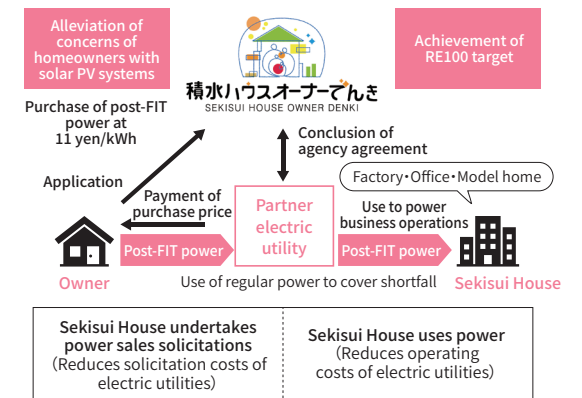 Alleviation of
concerns of
homeowners with
solar PV systems
積水ハウスオーナーでんき
SEKISUI HOUSE OWNER DENKI
Achievement of
RE100 target
Purchase of post-FIT
power at
11 yen/kWh
Conclusion of
agency agreement
Application
Payment of
purchase price
Partner
electric
utility
Factory・Office・Model home
Use to power
business operations
Post-FIT power
Post-FIT power
Owner
Use of regular power to cover shortfall
Sekisui House
Sekisui House undertakes
power sales solicitations
(Reduces solicitation costs of
electric utilities)
Sekisui House uses power
(Reduces operating
costs of electric utilities)